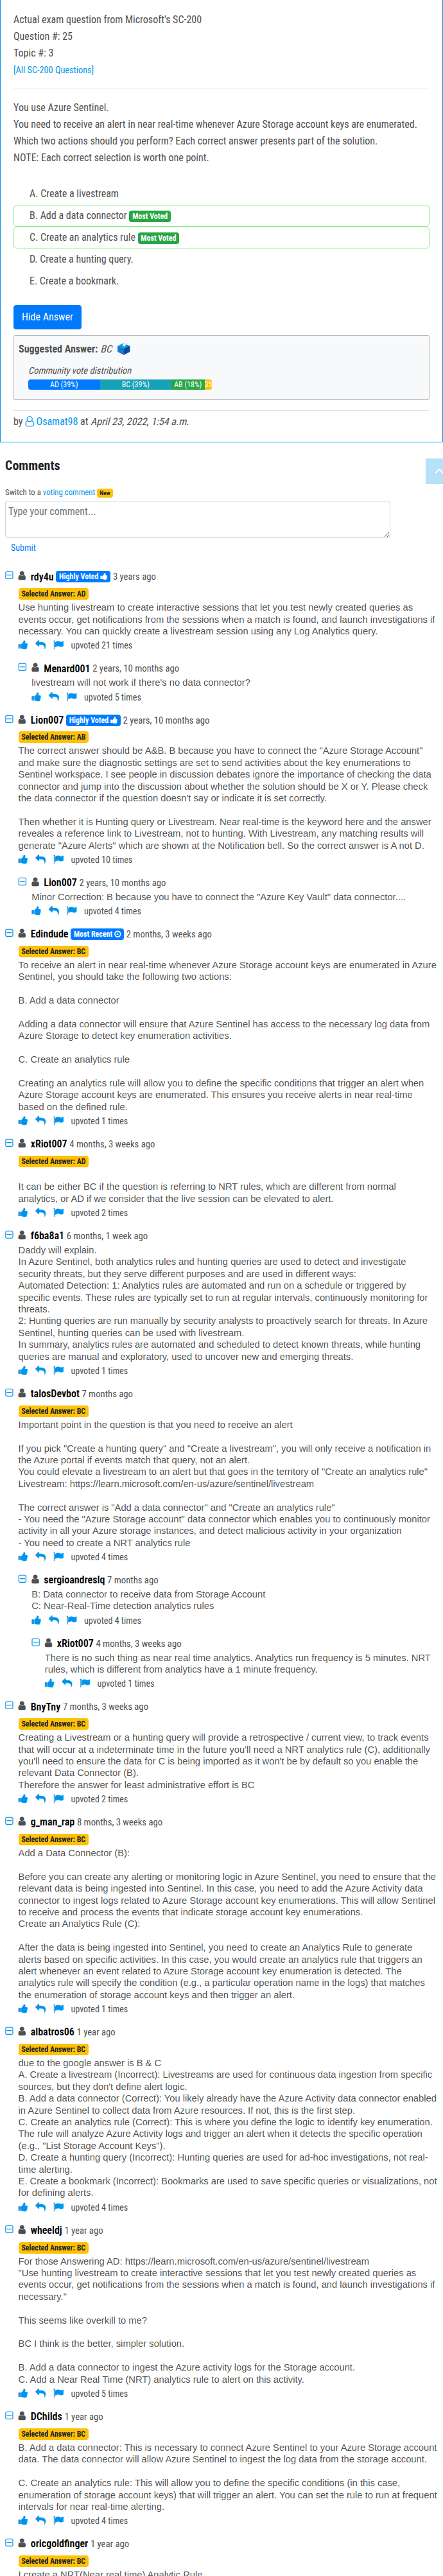 Actual exam question from Microsoft's SC-200
Question #: 25
Topic #: 3
[All SC-200 Questions]
You use Azure Sentinel.
You need to receive an alert in near real-time whenever Azure Storage account keys are enumerated.
Which two actions should you perform? Each correct answer presents part of the solution.
NOTE: Each correct selection is worth one point.
A. Create a livestream
B. Add a data connector Most Voted
C. Create an analytics rule Most Voted
D. Create a hunting query.
E. Create a bookmark.
Hide Answer
Suggested Answer: BC
Community vote distribution
AD (39%) BC (39%) AB (18%)
by Osamat98 at April 23, 2022, 1:54 a.m.
Comments
Switch to a voting comment New
Type your comment...
Submit
rdy4u Highly Voted 3 years ago
Selected Answer: AD
Use hunting livestream to create interactive sessions that let you test newly created queries as
events occur, get notifications from the sessions when a match is found, and launch investigations if
necessary. You can quickly create a livestream session using any Log Analytics query.
upvoted 21 times
Menard001 2 years, 10 months ago
livestream will not work if there's no data connector?
upvoted 5 times
Lion007 Highly Voted 2 years, 10 months ago
Selected Answer: AB
The correct answer should be A&B. B because you have to connect the "Azure Storage Account"
and make sure the diagnostic settings are set to send activities about the key enumerations to
Sentinel workspace. I see people in discussion debates ignore the importance of checking the data
connector and jump into the discussion about whether the solution should be X or Y. Please check
the data connector if the question doesn't say or indicate it is set correctly.
Then whether it is Hunting query or Livestream. Near real-time is the keyword here and the answer
reveales a reference link to Livestream, not to hunting. With Livestream, any matching results will
generate "Azure Alerts" which are shown at the Notification bell. So the correct answer is A not D.
upvoted 10 times
Lion007 2 years, 10 months ago
Minor Correction: B because you have to connect the "Azure Key Vault" data connector....
upvoted 4 times
Edindude Most Recent 2 months, 3 weeks ago
Selected Answer: BC
To receive an alert in near real-time whenever Azure Storage account keys are enumerated in Azure
Sentinel, you should take the following two actions:
B. Add a data connector
Adding a data connector will ensure that Azure Sentinel has access to the necessary log data from
Azure Storage to detect key enumeration activities.
C. Create an analytics rule
Creating an analytics rule will allow you to define the specific conditions that trigger an alert when
Azure Storage account keys are enumerated. This ensures you receive alerts in near real-time
based on the defined rule.
upvoted 1 times
xRiot007 4 months, 3 weeks ago
Selected Answer: AD
It can be either BC if the question is referring to NRT rules, which are different from normal
analytics, or AD if we consider that the live session can be elevated to alert.
upvoted 2 times
f6ba8a1 6 months, 1 week ago
Daddy will explain.
In Azure Sentinel, both analytics rules and hunting queries are used to detect and investigate
security threats, but they serve different purposes and are used in different ways:
Automated Detection: 1: Analytics rules are automated and run on a schedule or triggered by
specific events. These rules are typically set to run at regular intervals, continuously monitoring for
threats.
2: Hunting queries are run manually by security analysts to proactively search for threats. In Azure
Sentinel, hunting queries can be used with livestream.
In summary, analytics rules are automated and scheduled to detect known threats, while hunting
queries are manual and exploratory, used to uncover new and emerging threats.
upvoted 1 times
talosDevbot 7 months ago
Selected Answer: BC
Important point in the question is that you need to receive an alert
If you pick "Create a hunting query" and "Create a livestream", you will only receive a notification in
the Azure portal if events match that query, not an alert.
You could elevate a livestream to an alert but that goes in the territory of "Create an analytics rule"
Livestream: https://learn.microsoft.com/en-us/azure/sentinel/livestream
The correct answer is "Add a data connector" and "Create an analytics rule"
- You need the "Azure Storage account" data connector which enables you to continuously monitor
activity in all your Azure storage instances, and detect malicious activity in your organization
- You need to create a NRT analytics rule
upvoted 4 times
sergioandreslq 7 months ago
B: Data connector to receive data from Storage Account
C: Near-Real-Time detection analytics rules
upvoted 4 times
xRiot007 4 months, 3 weeks ago
There is no such thing as near real time analytics. Analytics run frequency is 5 minutes. NRT
rules, which is different from analytics have a 1 minute frequency.
upvoted 1 times
BnyTny 7 months, 3 weeks ago
Selected Answer: BC
Creating a Livestream or a hunting query will provide a retrospective / current view, to track events
that will occur at a indeterminate time in the future you'll need a NRT analytics rule (C), additionally
you'll need to ensure the data for C is being imported as it won't be by default so you enable the
relevant Data Connector (B).
Therefore the answer for least administrative effort is BC
upvoted 2 times
g_man_rap 8 months, 3 weeks ago
Selected Answer: BC
Add a Data Connector (B):
Before you can create any alerting or monitoring logic in Azure Sentinel, you need to ensure that the
relevant data is being ingested into Sentinel. In this case, you need to add the Azure Activity data
connector to ingest logs related to Azure Storage account key enumerations. This will allow Sentinel
to receive and process the events that indicate storage account key enumerations.
Create an Analytics Rule (C):
After the data is being ingested into Sentinel, you need to create an Analytics Rule to generate
alerts based on specific activities. In this case, you would create an analytics rule that triggers an
alert whenever an event related to Azure Storage account key enumeration is detected. The
analytics rule will specify the condition (e.g., a particular operation name in the logs) that matches
the enumeration of storage account keys and then trigger an alert.
upvoted 1 times
albatros06 1 year ago
Selected Answer: BC
due to the google answer is B & C
A. Create a livestream (Incorrect): Livestreams are used for continuous data ingestion from specific
sources, but they don't define alert logic.
B. Add a data connector (Correct): You likely already have the Azure Activity data connector enabled
in Azure Sentinel to collect data from Azure resources. If not, this is the first step.
C. Create an analytics rule (Correct): This is where you define the logic to identify key enumeration.
The rule will analyze Azure Activity logs and trigger an alert when it detects the specific operation
(e.g., "List Storage Account Keys").
D. Create a hunting query (Incorrect): Hunting queries are used for ad-hoc investigations, not real-
time alerting.
E. Create a bookmark (Incorrect): Bookmarks are used to save specific queries or visualizations, not
for defining alerts.
upvoted 4 times
wheeldj 1 year ago
Selected Answer: BC
For those Answering AD: https://learn.microsoft.com/en-us/azure/sentinel/livestream
"Use hunting livestream to create interactive sessions that let you test newly created queries as
events occur, get notifications from the sessions when a match is found, and launch investigations if
necessary."
This seems like overkill to me?
BC I think is the better, simpler solution.
B. Add a data connector to ingest the Azure activity logs for the Storage account.
C. Add a Near Real Time (NRT) analytics rule to alert on this activity.
upvoted 5 times
DChilds 1 year ago
Selected Answer: BC
B. Add a data connector: This is necessary to connect Azure Sentinel to your Azure Storage account
data. The data connector will allow Azure Sentinel to ingest the log data from the storage account.
C. Create an analytics rule: This will allow you to define the specific conditions (in this case,
enumeration of storage account keys) that will trigger an alert. You can set the rule to run at frequent
intervals for near real-time alerting.
upvoted 4 times
oricgoldfinger 1 year ago
Selected Answer: BC
I create a NRT(Near real time) Analytic Rule